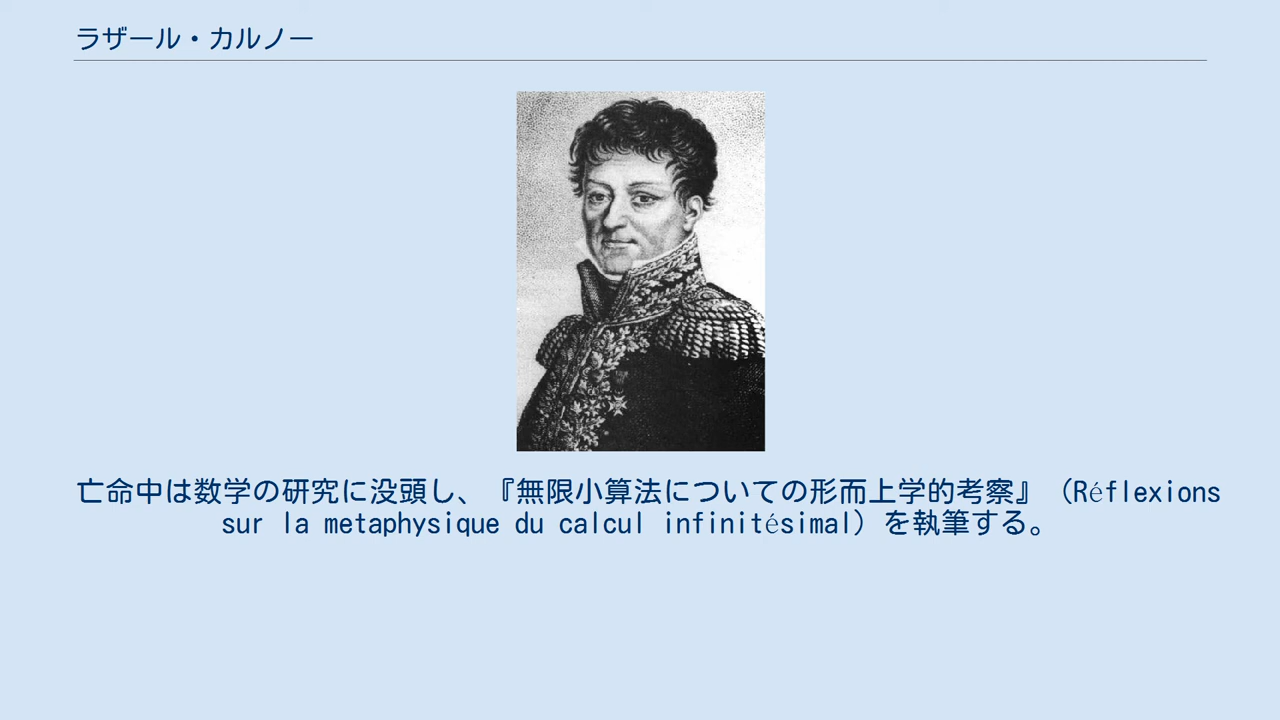 ラザール・カルノー
亡命中は数学の研究に没頭し、『無限小算法についての形而上学的考察』（Réflexions
sur la metaphysique du calcul infinitésimal）を執筆する。